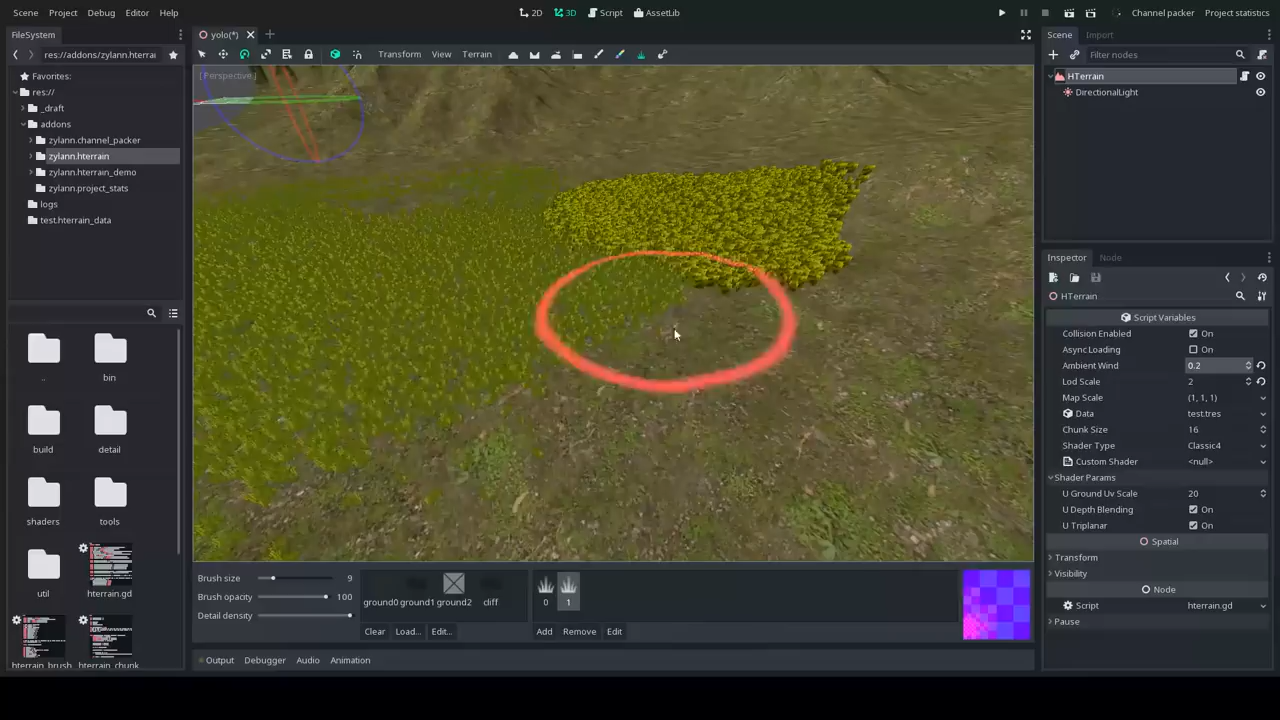 Scene Project Debug Editor Help
2D 3D Script AssetLib
Channel packer Project statistics
FileSystem
res://addons/zylann.hterrai
Favorites:
res://
_draft
addons
zylann.channel_packer
zylann.hterrain
zylann.hterrain_demo
zylann.project_stats
logs
test.hterrain_data
..
bin
build
detail
shaders
tools
util
hterrain.gd
hterrain_brush
hterrain_chunk
yolo(*)
Transform View Terrain
[ Perspective ]
Brush size 9
Brush opacity 100
Detail density
ground0 ground1 ground2 cliff
Clear Load... Edit...
0 1
Add Remove Edit
Output Debugger Audio Animation
Scene Import
Filter nodes
HTerrain
DirectionalLight
Inspector Node
HTerrain
Script Variables
Collision Enabled On
Async Loading On
Ambient Wind 0.2
Lod Scale 2
Map Scale (1, 1, 1)
Data test.tres
Chunk Size 16
Shader Type Classic4
Custom Shader <null>
Shader Params
U Ground Uv Scale 20
U Depth Blending On
U Triplanar On
Spatial
Transform
Visibility
Node
Script hterrain.gd
Pause